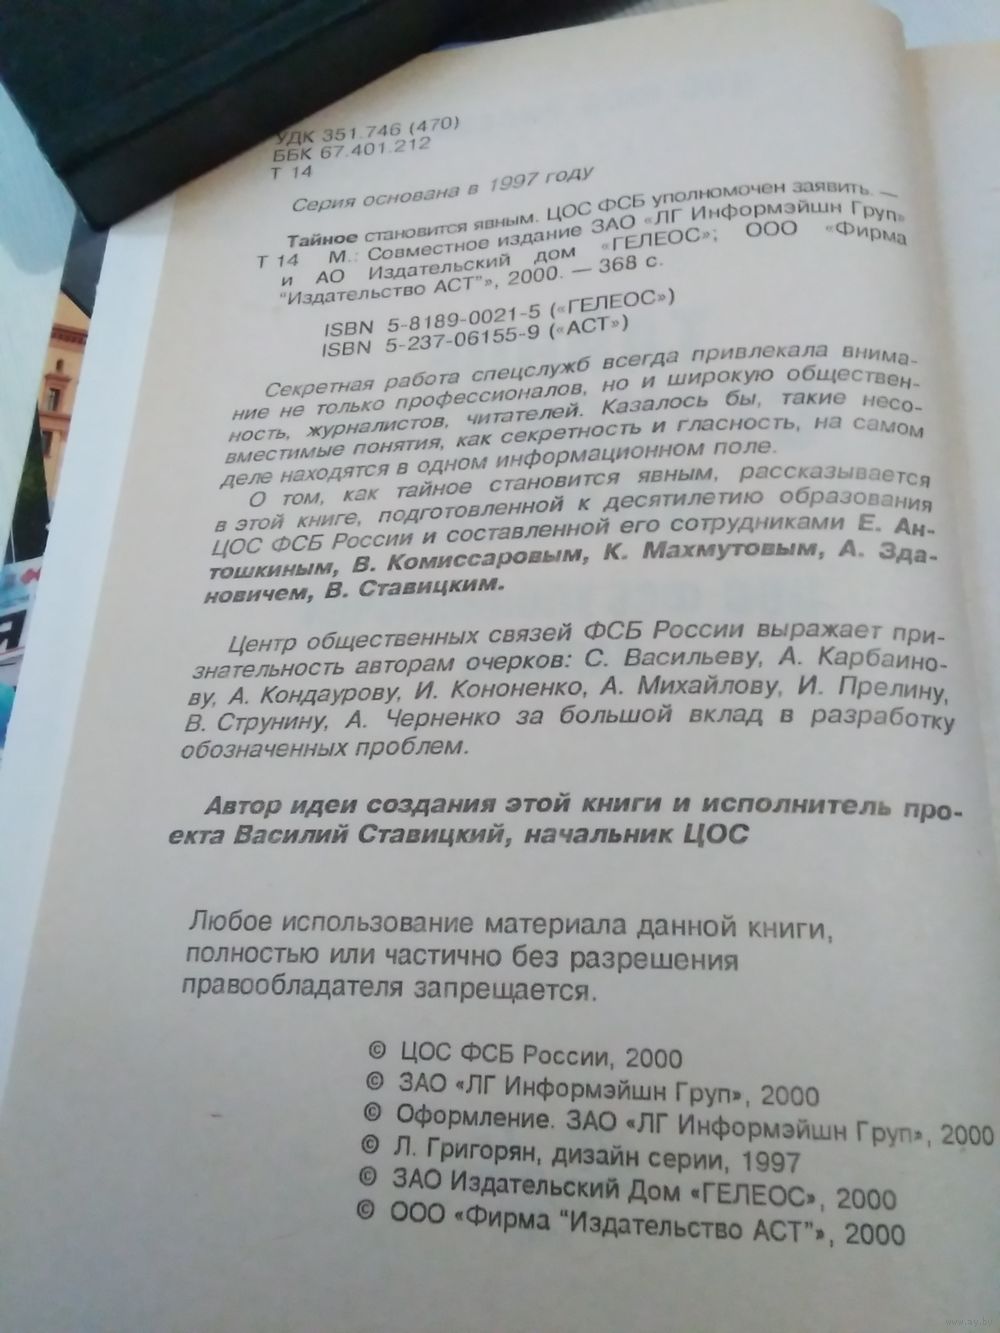 УДК 351.746 (470)
ББК 67.401.212
Т 14
Серия основана в 1997 году
Тайное становится явным. ЦОС ФСБ уполномочен заявить. —
Т 14 М.: Совместное издание ЗАО «ЛГ Информэйшн Груп»
и АО Издательский дом «ГЕЛЕОС»; ООО «Фирма
"Издательство АСТ"», 2000. — 368 с.
ISBN 5-8189-0021-5 («ГЕЛЕОС»)
ISBN 5-237-06155-9 («АСТ»)
Секретная работа спецслужб всегда привлекала внима-
ние не только профессионалов, но и широкую обществен-
ность, журналистов, читателей. Казалось бы, такие несо-
вместимые понятия, как секретность и гласность, на самом
деле находятся в одном информационном поле.
О том, как тайное становится явным, рассказывается
в этой книге, подготовленной к десятилетию образования
ЦОС ФСБ России и составленной его сотрудниками Е. Ан-
тошкиным, В. Комиссаровым, К. Махмутовым, А. Зда-
новичем, В. Ставицким.
Центр общественных связей ФСБ России выражает при-
знательность авторам очерков: С. Васильеву, А. Карбаино-
ву, А. Кондаурову, И. Кононенко, А. Михайлову, И. Прелину,
В. Струнину, А. Черненко за большой вклад в разработку
обозначенных проблем.
Автор идеи создания этой книги и исполнитель про-
екта Василий Ставицкий, начальник ЦОС
Любое использование материала данной книги,
полностью или частично без разрешения
правообладателя запрещается.
© ЦОС ФСБ России, 2000
© ЗАО «ЛГ Информэйшн Груп», 2000
© Оформление. ЗАО «ЛГ Информэйшн Груп», 2000
© Л. Григорян, дизайн серии, 1997
© ЗАО Издательский Дом «ГЕЛЕОС», 2000
© ООО «Фирма "Издательство АСТ"», 2000
www.ay.by